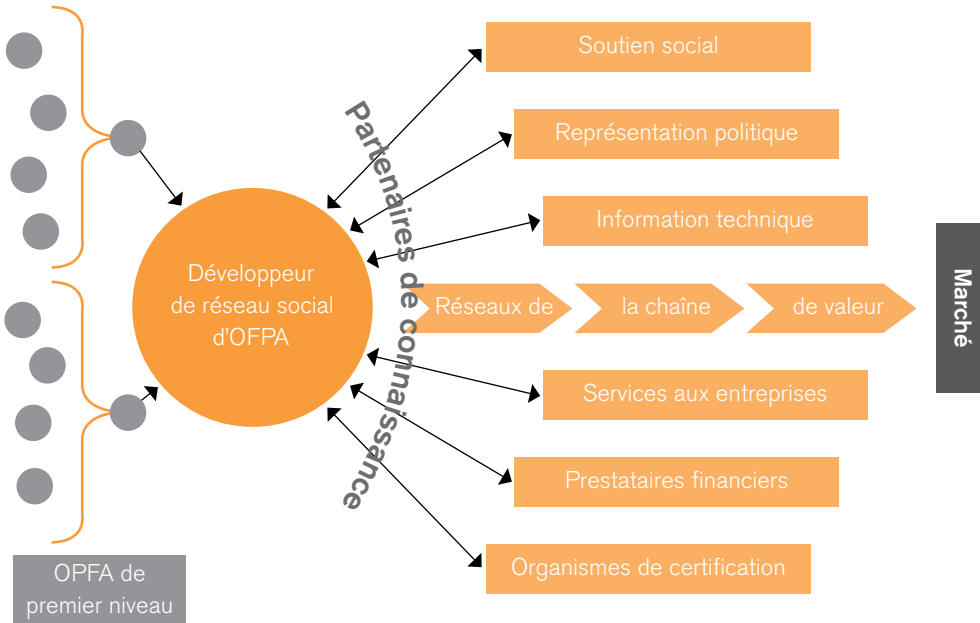 Soutien social
Représentation politique
Information technique
Partenaires de connaissance
Développeur
de réseau social
d'OFPA
Réseaux de
la chaîne
de valeur
Marché
Services aux entreprises
Prestataires financiers
Organismes de certification
OPFA de
premier niveau